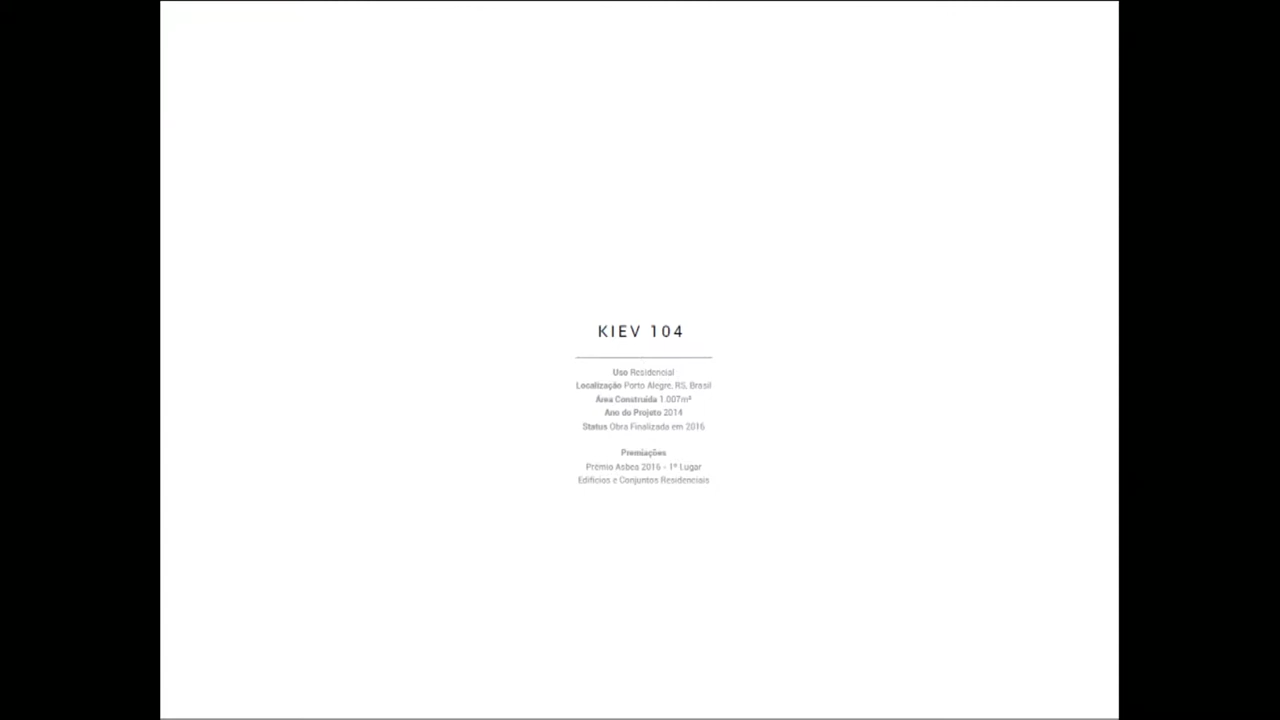 KIEV 104
Uso Residencial
Localização Porto Alegre, RS, Brasil
Área Construída 1.007m²
Ano do Projeto 2014
Status Obra Finalizada em 2016
Premiações
Prêmio Asbea 2016 - 1º Lugar
Edifícios e Conjuntos Residenciais